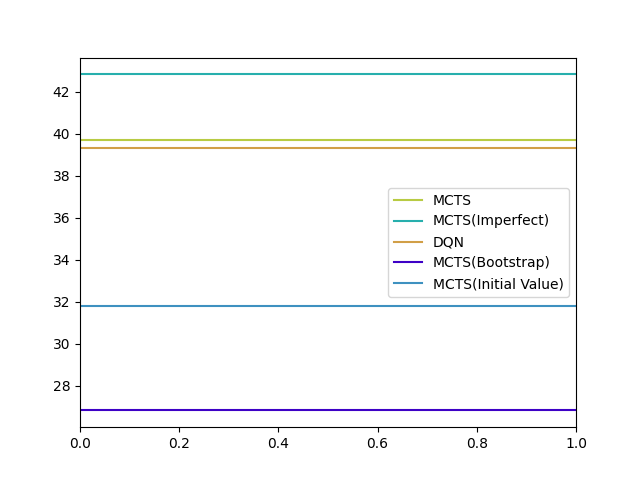 42
40
38
36
34
32
30
28
0.0 0.2 0.4 0.6 0.8 1.0
MCTS
MCTS(Imperfect)
DQN
MCTS(Bootstrap)
MCTS(Initial Value)